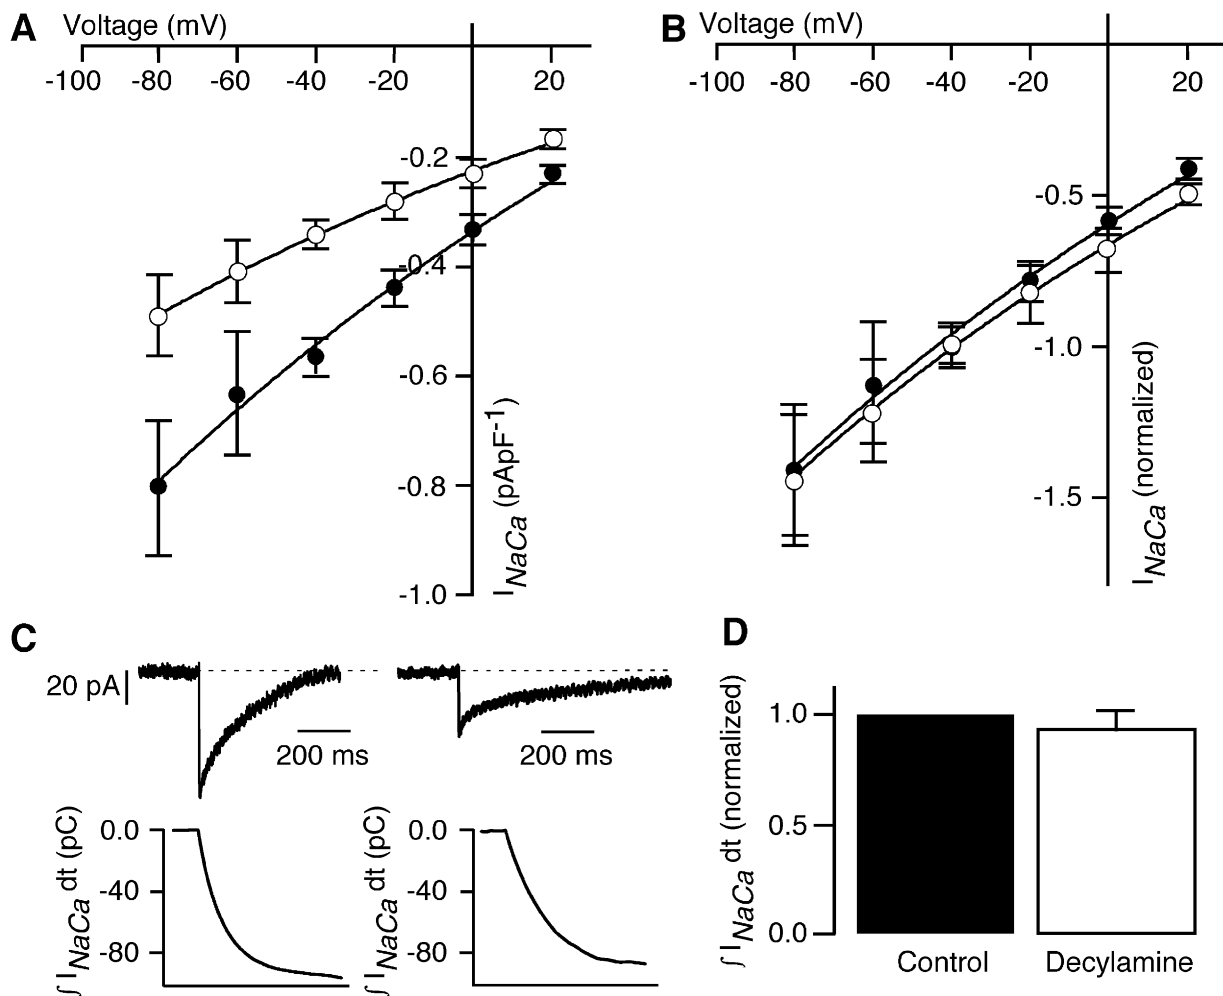 A
Voltage (mV)
-100 -80 -60 -40 -20 20
-0.2
-0.4
-0.6
-0.8
-1.0
I NaCa (pApF-1)
B
Voltage (mV)
-100 -80 -60 -40 -20 20
-0.5
-1.0
-1.5
I NaCa (normalized)
C
20 pA
200 ms
200 ms
∫ I NaCa dt (pC)
0.0
-40
-80
∫ I NaCa dt (pC)
0.0
-40
-80
D
∫ I NaCa dt (normalized)
1.0
0.5
0.0
Control Decylamine